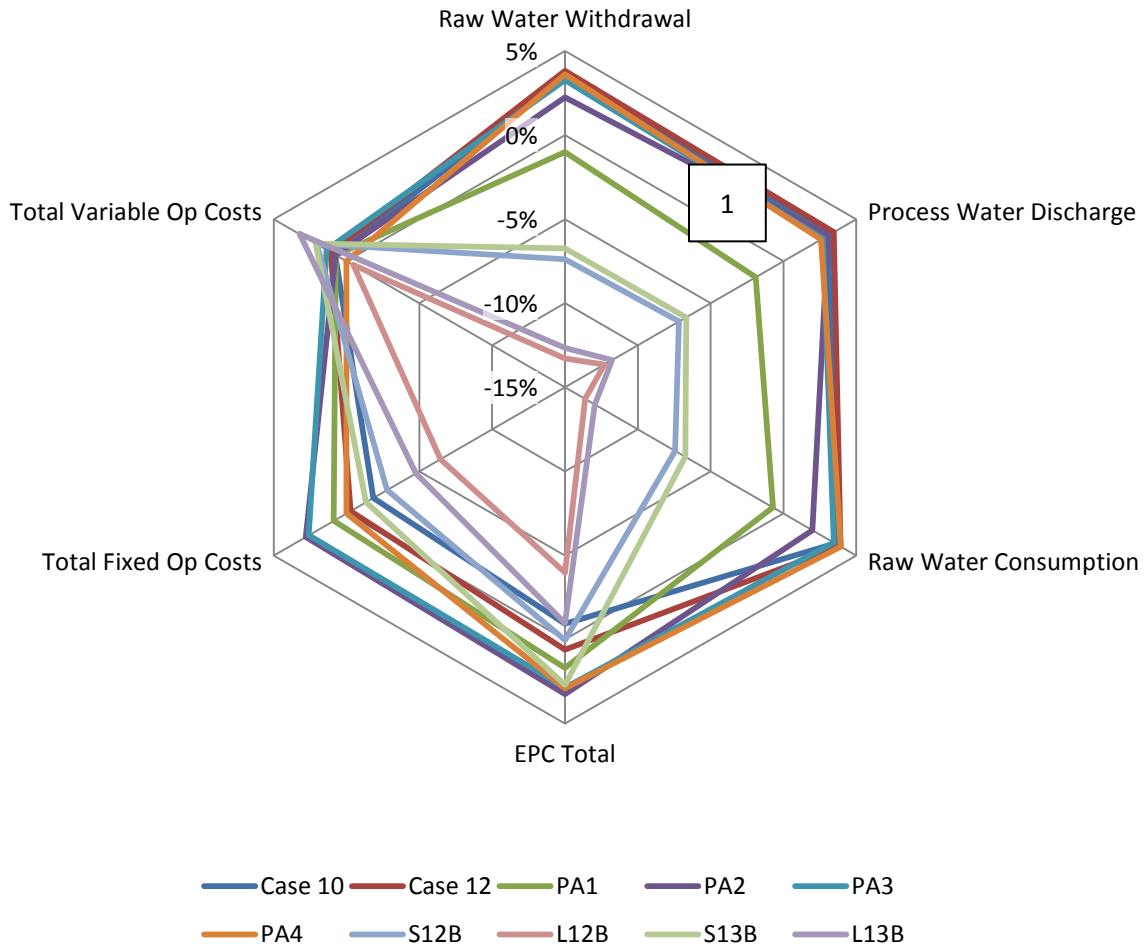 Raw Water Withdrawal
5%
0%
-5%
-10%
-15%
1
Total Variable Op Costs
Process Water Discharge
Total Fixed Op Costs
Raw Water Consumption
EPC Total
Case 10 Case 12 PA1 PA2 PA3
PA4 S12B L12B S13B L13B